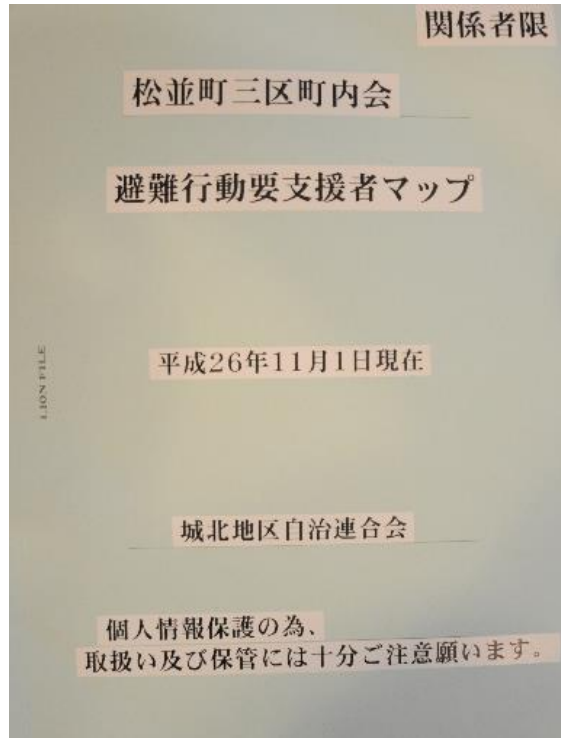 関係者限
松並町三区町内会
避難行動要支援者マップ
平成26年11月1日現在
LION FILE
城北地区自治連合会
個人情報保護の為、
取扱い及び保管には十分ご注意願います。